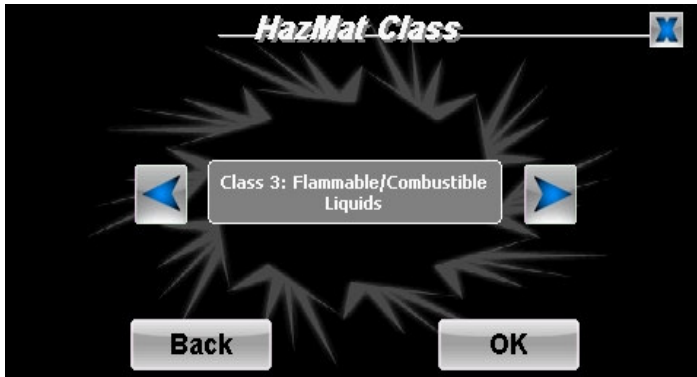 HazMat Class
X
Class 3: Flammable/Combustible
Liquids
Back
OK